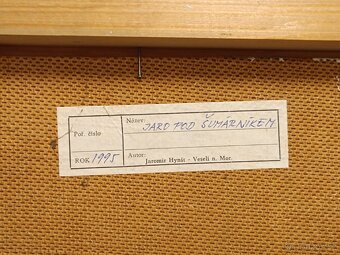 Název: JARO POD ŠUMÁRNÍKEM
Poř. číslo
ROK 1995
Autor:
Jaromír Hynšt - Veselí n. Mor.